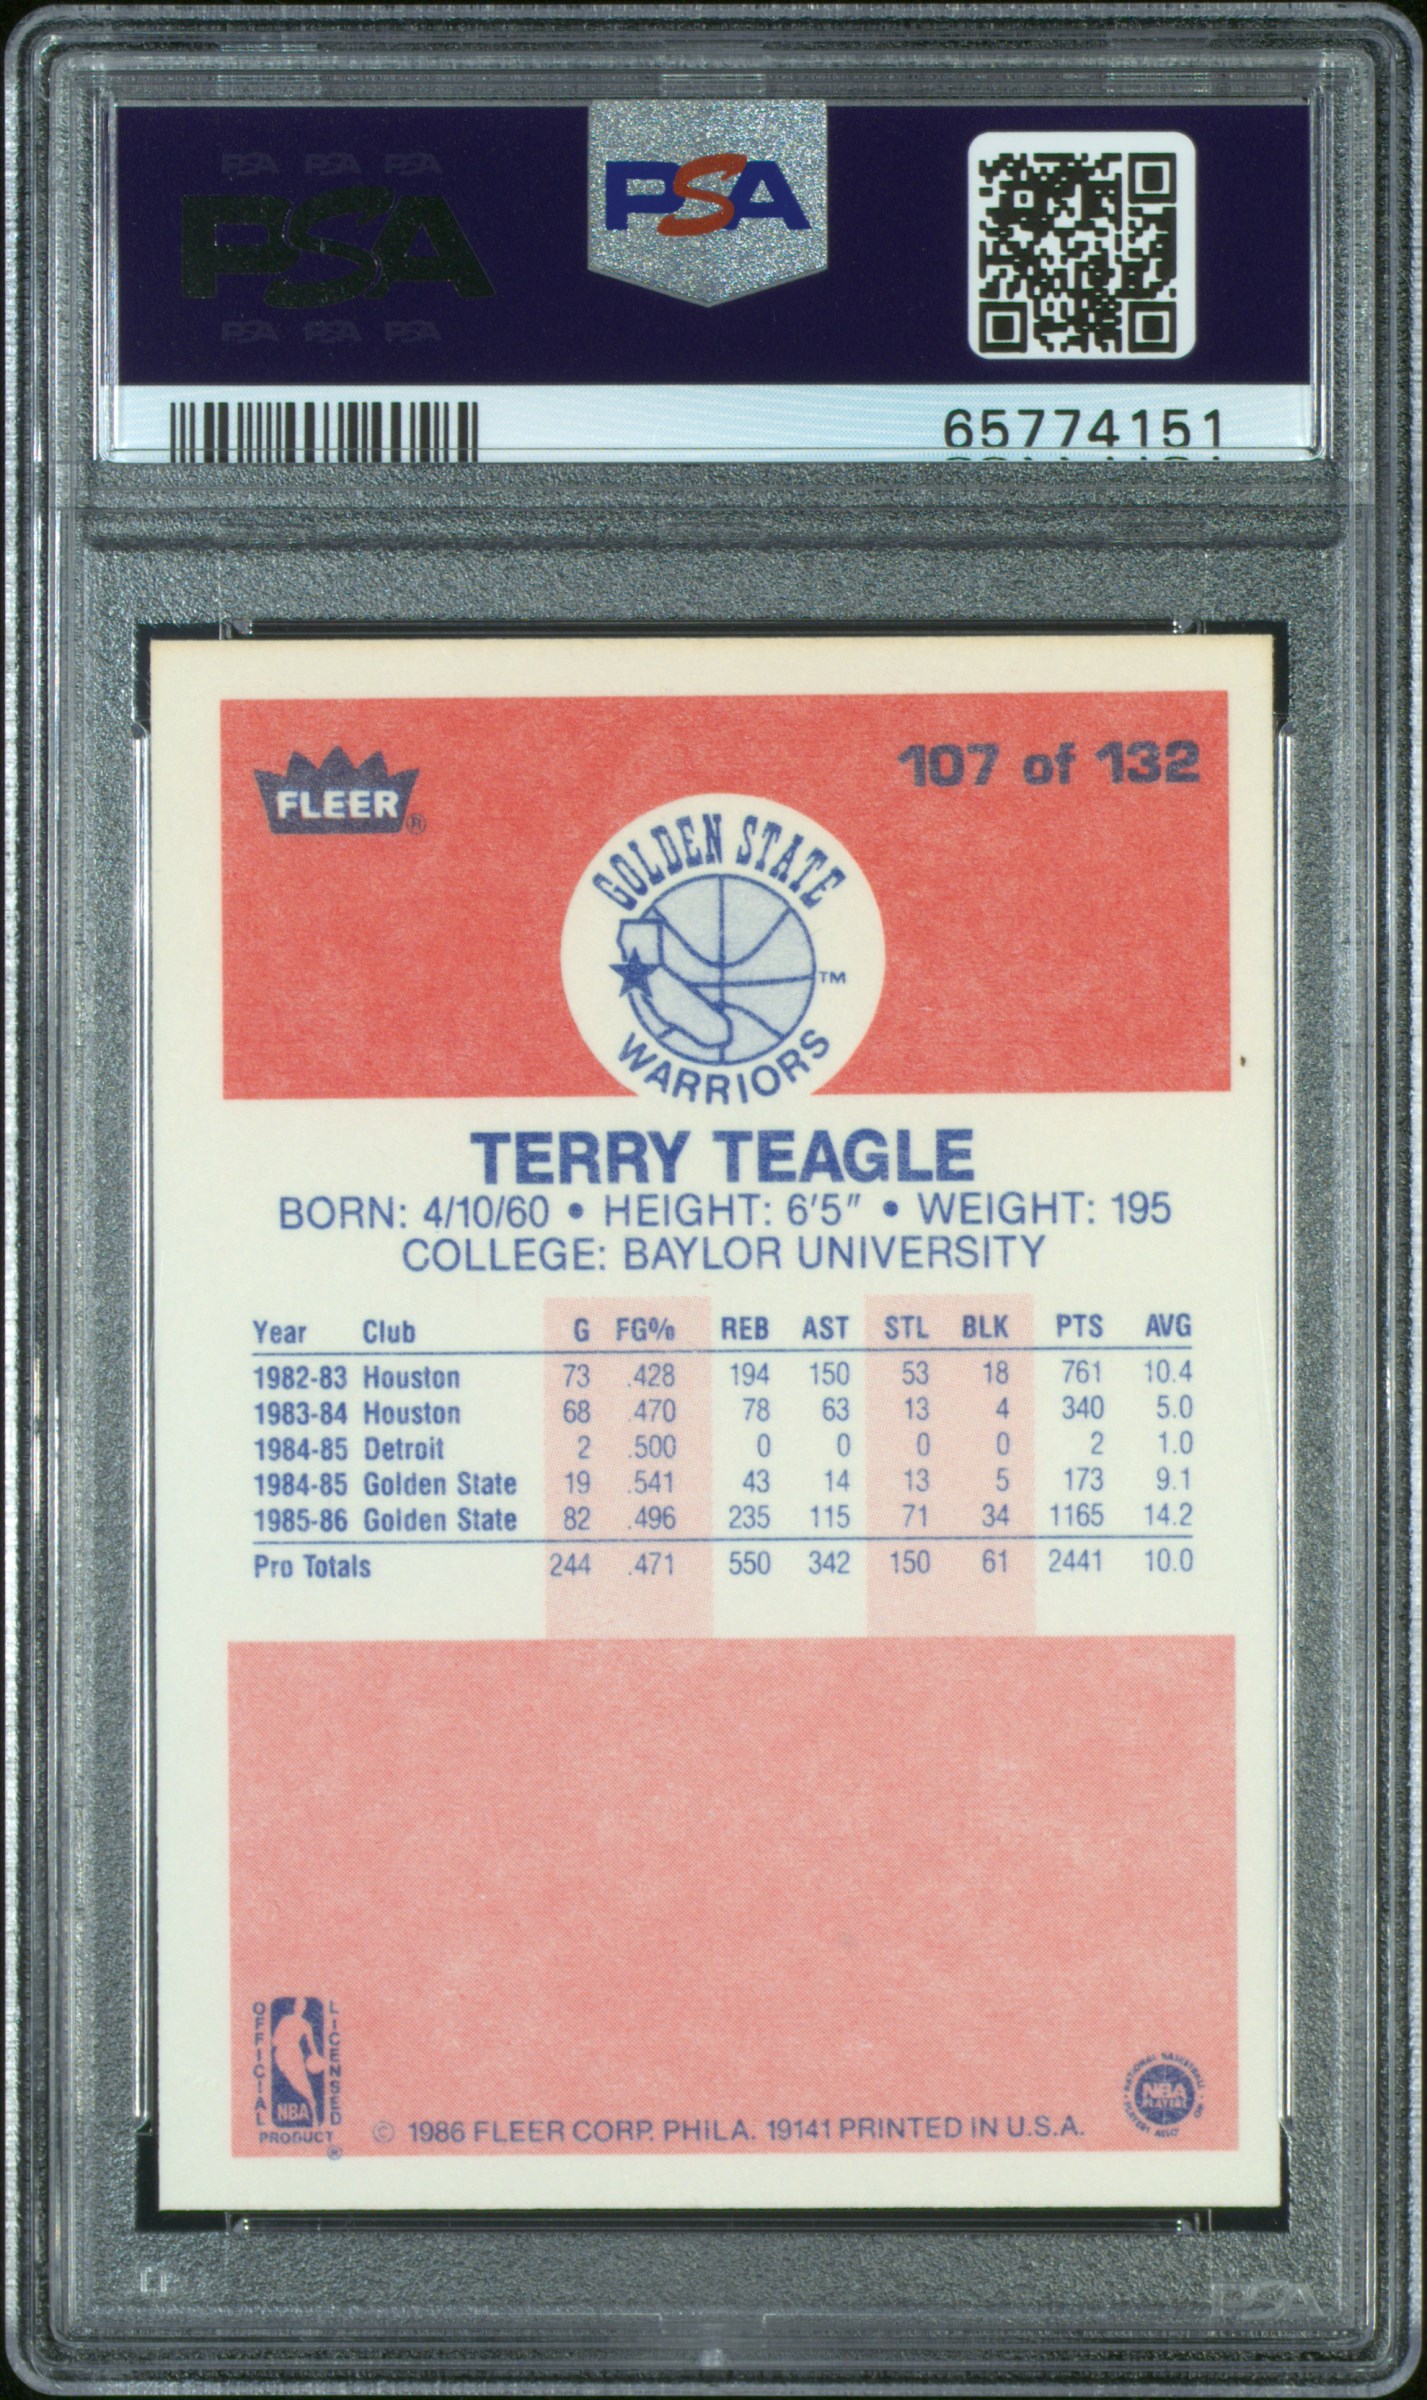 PSA PSA PSA
PSA
PSA PSA PSA
PSA
65774151
FLEER®
107 of 132
GOLDEN STATE
WARRIORS
TM
TERRY TEAGLE
BORN: 4/10/60 • HEIGHT: 6'5" • WEIGHT: 195
COLLEGE: BAYLOR UNIVERSITY
Year Club G FG% REB AST STL BLK PTS AVG
1982-83 Houston 73 .428 194 150 53 18 761 10.4
1983-84 Houston 68 .470 78 63 13 4 340 5.0
1984-85 Detroit 2 .500 0 0 0 0 2 1.0
1984-85 Golden State 19 .541 43 14 13 5 173 9.1
1985-86 Golden State 82 .496 235 115 71 34 1165 14.2
Pro Totals 244 .471 550 342 150 61 2441 10.0
OFFICIAL LICENSED
NBA
PRODUCT ®
© 1986 FLEER CORP. PHILA. 19141 PRINTED IN U.S.A.
NATIONAL BASKETBALL
NBA
PLAYERS
PSA